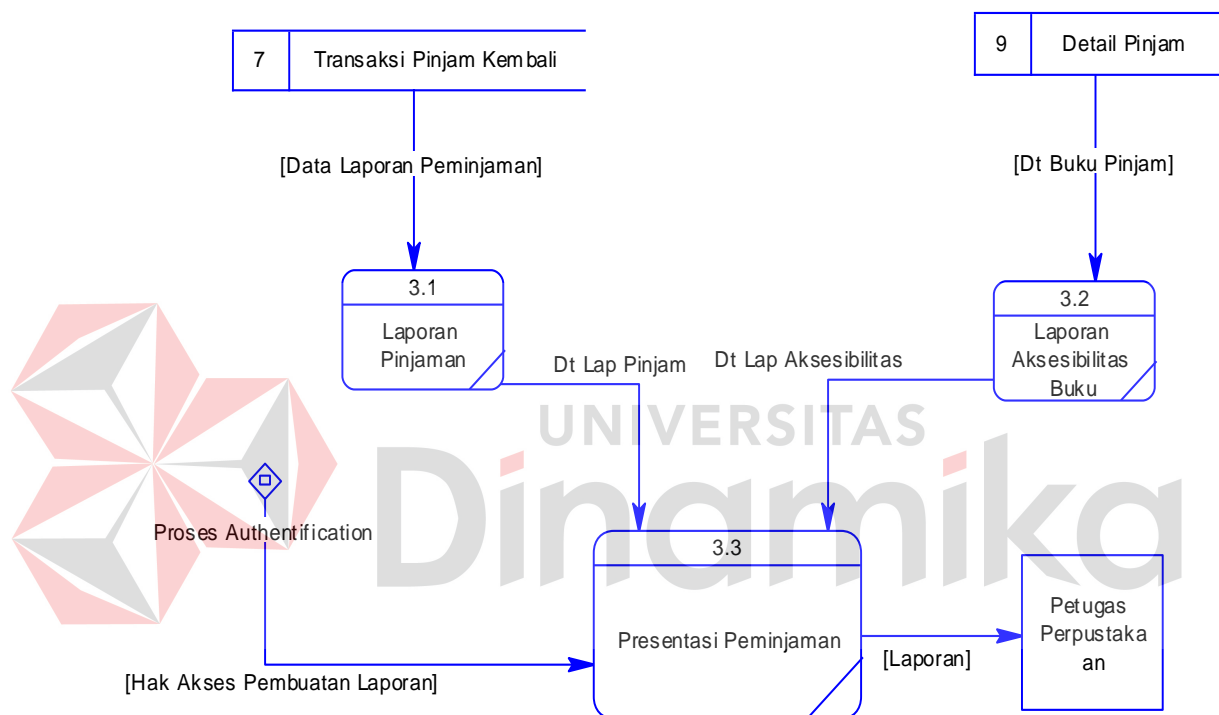 7 Transaksi Pinjam Kembali
9 Detail Pinjam
[Data Laporan Peminjaman]
[Dt Buku Pinjam]
3.1
Laporan
Pinjaman
3.2
Laporan
Aksesibilitas
Buku
Dt Lap Pinjam
Dt Lap Aksesibilitas
UNIVERSITAS
Dinamika
Proses Authentification
3.3
Presentasi Peminjaman
Petugas
Perpustaka
an
[Laporan]
[Hak Akses Pembuatan Laporan]